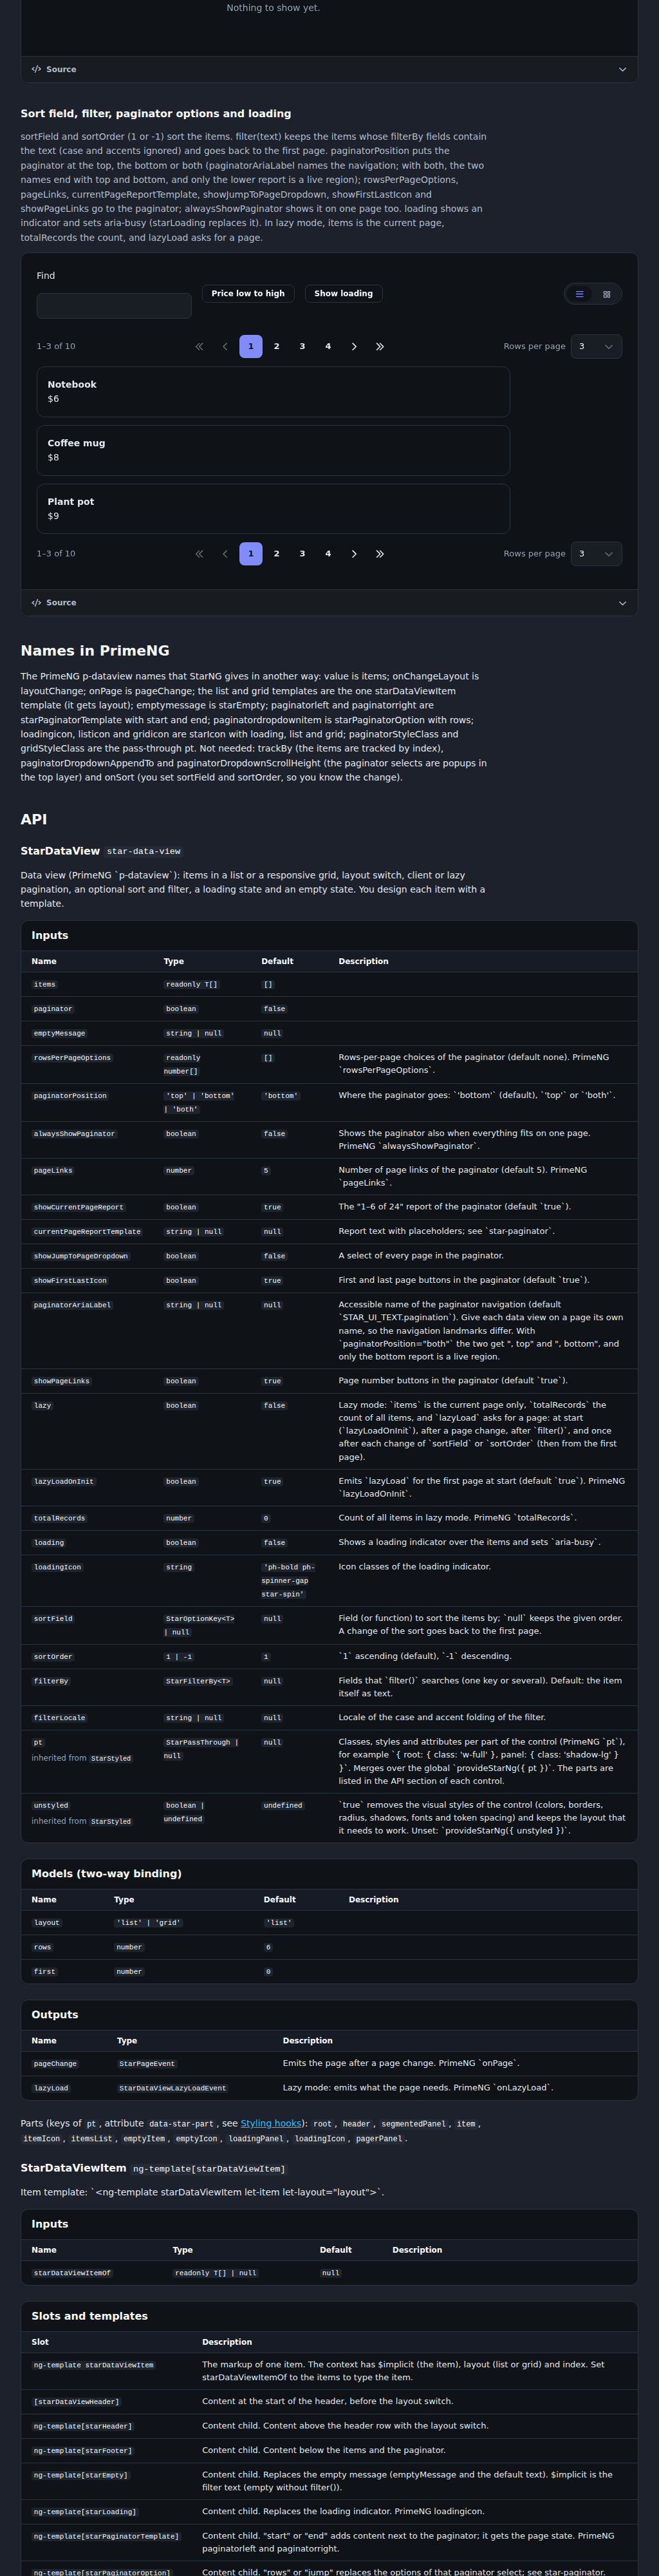 Nothing to show yet.
Source
Sort field, filter, paginator options and loading
sortField and sortOrder (1 or -1) sort the items. filter(text) keeps the items whose filterBy fields contain
the text (case and accents ignored) and goes back to the first page. paginatorPosition puts the
paginator at the top, the bottom or both (paginatorAriaLabel names the navigation; with both, the two
names end with top and bottom, and only the lower report is a live region); rowsPerPageOptions,
pageLinks, currentPageReportTemplate, showJumpToPageDropdown, showFirstLastIcon and
showPageLinks go to the paginator; alwaysShowPaginator shows it on one page too. loading shows an
indicator and sets aria-busy (starLoading replaces it). In lazy mode, items is the current page,
totalRecords the count, and lazyLoad asks for a page.
Find
Price low to high Show loading
1–3 of 10 1 2 3 4 Rows per page 3
Notebook
$6
Coffee mug
$8
Plant pot
$9
1–3 of 10 1 2 3 4 Rows per page 3
Source
Names in PrimeNG
The PrimeNG p-dataview names that StarNG gives in another way: value is items; onChangeLayout is
layoutChange; onPage is pageChange; the list and grid templates are the one starDataViewItem
template (it gets layout); emptymessage is starEmpty; paginatorleft and paginatorright are
starPaginatorTemplate with start and end; paginatordropdownitem is starPaginatorOption with rows;
loadingicon, listicon and gridicon are starIcon with loading, list and grid; paginatorStyleClass and
gridStyleClass are the pass-through pt. Not needed: trackBy (the items are tracked by index),
paginatorDropdownAppendTo and paginatorDropdownScrollHeight (the paginator selects are popups in
the top layer) and onSort (you set sortField and sortOrder, so you know the change).
API
StarDataView star-data-view
Data view (PrimeNG `p-dataview`): items in a list or a responsive grid, layout switch, client or lazy
pagination, an optional sort and filter, a loading state and an empty state. You design each item with a
template.
Inputs
Name Type Default Description
items readonly T[] []
paginator boolean false
emptyMessage string | null null
rowsPerPageOptions readonly number[] [] Rows-per-page choices of the paginator (default none). PrimeNG
`rowsPerPageOptions`.
paginatorPosition 'top' | 'bottom' | 'both' 'bottom' Where the paginator goes: `'bottom'` (default), `'top'` or `'both'`.
alwaysShowPaginator boolean false Shows the paginator also when everything fits on one page.
PrimeNG `alwaysShowPaginator`.
pageLinks number 5 Number of page links of the paginator (default 5). PrimeNG
`pageLinks`.
showCurrentPageReport boolean true The "1–6 of 24" report of the paginator (default `true`).
currentPageReportTemplate string | null null Report text with placeholders; see `star-paginator`.
showJumpToPageDropdown boolean false A select of every page in the paginator.
showFirstLastIcon boolean true First and last page buttons in the paginator (default `true`).
paginatorAriaLabel string | null null Accessible name of the paginator navigation (default
`STAR_UI_TEXT.pagination`). Give each data view on a page its own
name, so the navigation landmarks differ. With
`paginatorPosition="both"` the two get ", top" and ", bottom", and
only the bottom report is a live region.
showPageLinks boolean true Page number buttons in the paginator (default `true`).
lazy boolean false Lazy mode: `items` is the current page only, `totalRecords` the
count of all items, and `lazyLoad` asks for a page: at start
(`lazyLoadOnInit`), after a page change, after `filter()`, and once
after each change of `sortField` or `sortOrder` (then from the first
page).
lazyLoadOnInit boolean true Emits `lazyLoad` for the first page at start (default `true`). PrimeNG
`lazyLoadOnInit`.
totalRecords number 0 Count of all items in lazy mode. PrimeNG `totalRecords`.
loading boolean false Shows a loading indicator over the items and sets `aria-busy`.
loadingIcon string 'ph-bold ph-spinner-gap star-spin' Icon classes of the loading indicator.
sortField StarOptionKey<T> | null null Field (or function) to sort the items by; `null` keeps the given order.
A change of the sort goes back to the first page.
sortOrder 1 | -1 1 `1` ascending (default), `-1` descending.
filterBy StarFilterBy<T> null Fields that `filter()` searches (one key or several). Default: the item
itself as text.
filterLocale string | null null Locale of the case and accent folding of the filter.
pt StarPassThrough | null null Classes, styles and attributes per part of the control (PrimeNG `pt`),
inherited from StarStyled for example `{ root: { class: 'w-full' }, panel: { class: 'shadow-lg' }
}`. Merges over the global `provideStarNg({ pt })`. The parts are
listed in the API section of each control.
unstyled boolean | undefined undefined `true` removes the visual styles of the control (colors, borders,
inherited from StarStyled radius, shadows, fonts and token spacing) and keeps the layout that
it needs to work. Unset: `provideStarNg({ unstyled })`.
Models (two-way binding)
Name Type Default Description
layout 'list' | 'grid' 'list'
rows number 6
first number 0
Outputs
Name Type Description
pageChange StarPageEvent Emits the page after a page change. PrimeNG `onPage`.
lazyLoad StarDataViewLazyLoadEvent Lazy mode: emits what the page needs. PrimeNG `onLazyLoad`.
Parts (keys of pt, attribute data-star-part, see Styling hooks): root, header, segmentedPanel, item,
itemIcon, itemsList, emptyItem, emptyIcon, loadingPanel, loadingIcon, pagerPanel.
StarDataViewItem ng-template[starDataViewItem]
Item template: `<ng-template starDataViewItem let-item let-layout="layout">`.
Inputs
Name Type Default Description
starDataViewItemOf readonly T[] | null null
Slots and templates
Slot Description
ng-template starDataViewItem The markup of one item. The context has $implicit (the item), layout (list or grid) and index. Set
starDataViewItemOf to the items to type the item.
[starDataViewHeader] Content at the start of the header, before the layout switch.
ng-template[starHeader] Content child. Content above the header row with the layout switch.
ng-template[starFooter] Content child. Content below the items and the paginator.
ng-template[starEmpty] Content child. Replaces the empty message (emptyMessage and the default text). $implicit is the
filter text (empty without filter()).
ng-template[starLoading] Content child. Replaces the loading indicator. PrimeNG loadingicon.
ng-template[starPaginatorTemplate] Content child. "start" or "end" adds content next to the paginator; it gets the page state. PrimeNG
paginatorleft and paginatorright.
ng-template[starPaginatorOption] Content child. "rows" or "jump" replaces the options of that paginator select; see star-paginator.